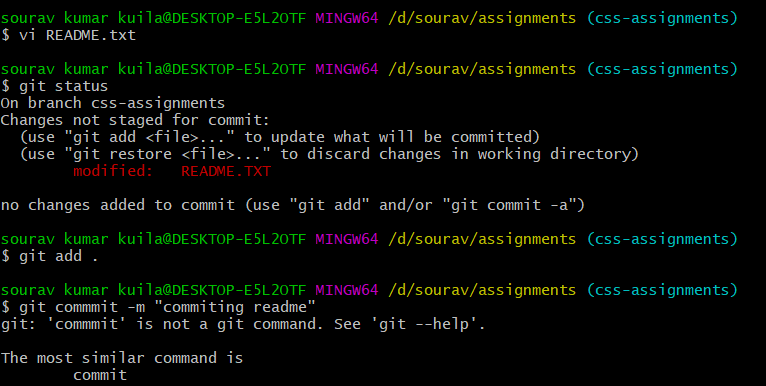 sourav kumar kuila@DESKTOP-E5L2OTF MINGW64 /d/sourav/assignments (css-assignments)
$ vi README.txt
sourav kumar kuila@DESKTOP-E5L2OTF MINGW64 /d/sourav/assignments (css-assignments)
$ git status
On branch css-assignments
Changes not staged for commit:
  (use "git add <file>..." to update what will be committed)
  (use "git restore <file>..." to discard changes in working directory)
        modified:   README.TXT
no changes added to commit (use "git add" and/or "git commit -a")
sourav kumar kuila@DESKTOP-E5L2OTF MINGW64 /d/sourav/assignments (css-assignments)
$ git add .
sourav kumar kuila@DESKTOP-E5L2OTF MINGW64 /d/sourav/assignments (css-assignments)
$ git commmit -m "commiting readme"
git: 'commmit' is not a git command. See 'git --help'.
The most similar command is
        commit